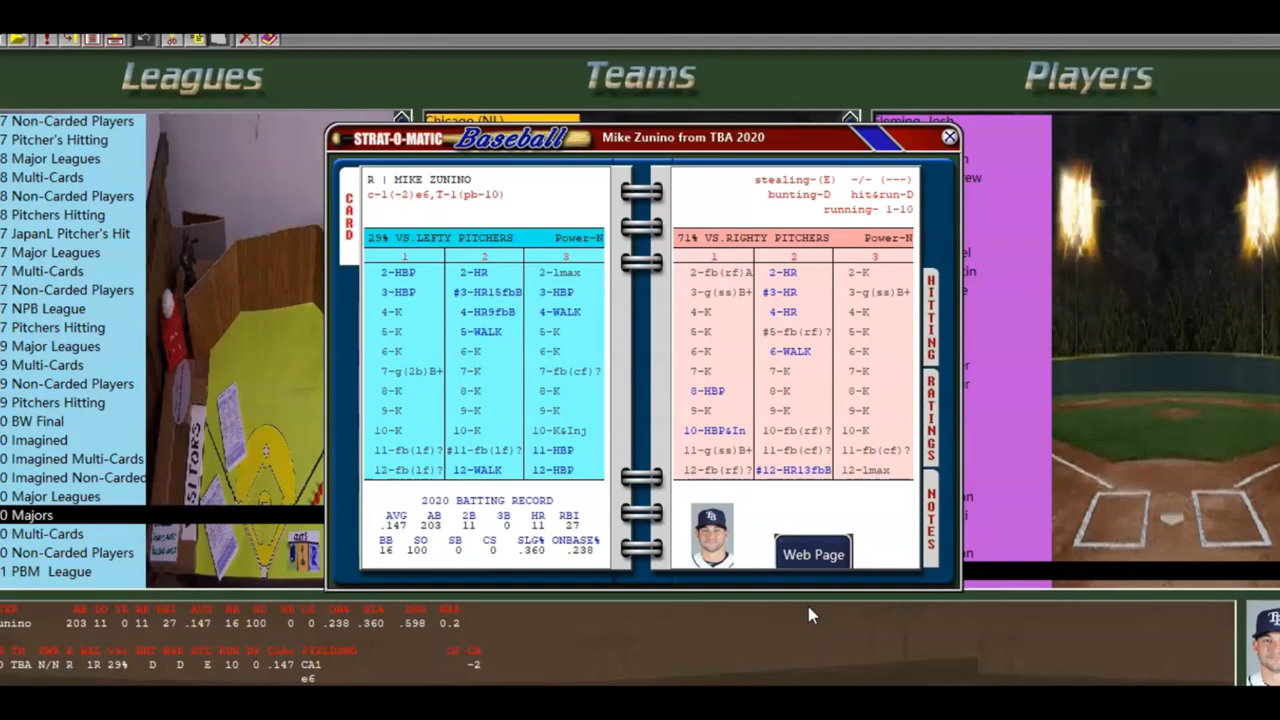 Leagues
Teams
Players
7 Non-Carded Players
7 Pitcher's Hitting
8 Major Leagues
8 Multi-Cards
8 Non-Carded Players
8 Pitchers Hitting
7 JapanL Pitcher's Hit
7 Major Leagues
7 Multi-Cards
7 Non-Carded Players
7 NPB League
7 Pitchers Hitting
9 Major Leagues
9 Multi-Cards
9 Non-Carded Players
9 Pitchers Hitting
0 BW Final
0 Imagined
0 Imagined Multi-Cards
0 Imagined Non-Carded
0 Major Leagues
0 Majors
0 Multi-Cards
0 Non-Carded Players
1 PBM League
Chicago (NL)
Fleming, Josh
STRAT-O-MATIC Baseball Mike Zunino from TBA 2020
CARD
R | MIKE ZUNINO
c-1(-2)e6,T-1(pb-10)
29% VS.LEFTY PITCHERS Power-N
1 2 3
2-HBP 2-HR 2-lmax
3-HBP #3-HR15fbB 3-HBP
4-K 4-HR9fbB 4-WALK
5-K 5-WALK 5-K
6-K 6-K 6-K
7-g(2b)B+ 7-K 7-fb(cf)?
8-K 8-K 8-K
9-K 9-K 9-K
10-K 10-K 10-K&Inj
11-fb(lf)? #11-fb(lf)? 11-HBP
12-fb(lf)? 12-WALK 12-HBP
2020 BATTING RECORD
AVG AB 2B 3B HR RBI
.147 203 11 0 11 27
BB SO SB CS SLG% ONBASE%
16 100 0 0 .360 .238
stealing-(E) -/- (---)
bunting-D hit&run-D
running- 1-10
71% VS.RIGHTY PITCHERS Power-N
1 2 3
2-fb(rf)A 2-HR 2-K
3-g(ss)B+ #3-HR 3-g(ss)B+
4-K 4-HR 4-K
5-K #5-fb(rf)? 5-K
6-K 6-WALK 6-K
7-K 7-K 7-K
8-HBP 8-K 8-K
9-K 9-K 9-K
10-HBP&In 10-fb(rf)? 10-K
11-g(ss)B+ 11-fb(cf)? 11-fb(cf)?
12-fb(rf)? #12-HR13fbB 12-lmax
Web Page
HITTING
RATINGS
NOTES
VISITORS
unino 203 11 0 11 27 .147 16 100 0 0 .238 .360 .598 0.2
0 TBA N/N R 1R 29% D D E 10 0 .147 CA1 -2
e6